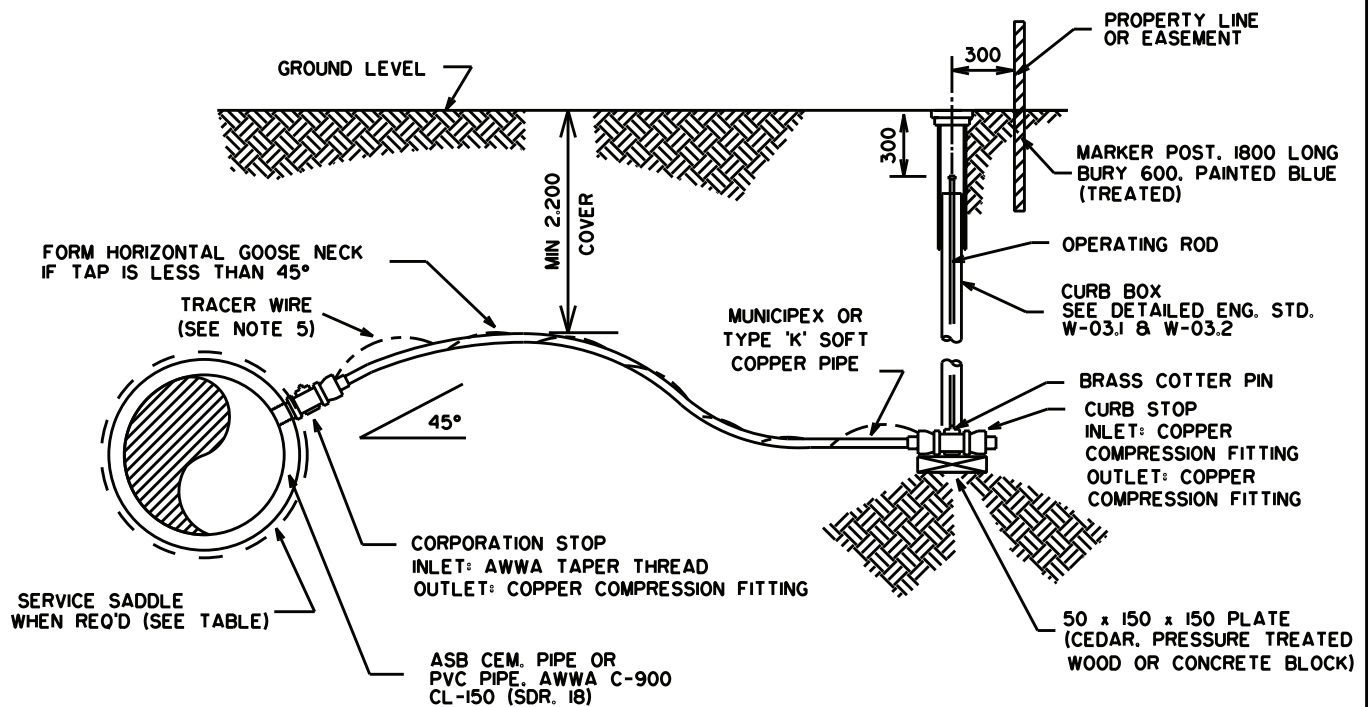 PROPERTY LINE
OR EASEMENT
300
GROUND LEVEL
300
MARKER POST. 1800 LONG
BURY 600. PAINTED BLUE
(TREATED)
MIN 2.200
COVER
FORM HORIZONTAL GOOSE NECK
IF TAP IS LESS THAN 45°
OPERATING ROD
TRACER WIRE
(SEE NOTE 5)
CURB BOX
SEE DETAILED ENG. STD.
W-03.1 & W-03.2
MUNICIPEX OR
TYPE 'K' SOFT
COPPER PIPE
BRASS COTTER PIN
45°
CURB STOP
INLET: COPPER
COMPRESSION FITTING
OUTLET: COPPER
COMPRESSION FITTING
CORPORATION STOP
INLET: AWWA TAPER THREAD
OUTLET: COPPER COMPRESSION FITTING
SERVICE SADDLE
WHEN REQ'D (SEE TABLE)
50 x 150 x 150 PLATE
(CEDAR. PRESSURE TREATED
WOOD OR CONCRETE BLOCK)
ASB CEM. PIPE OR
PVC PIPE. AWWA C-900
CL-150 (SDR. 18)